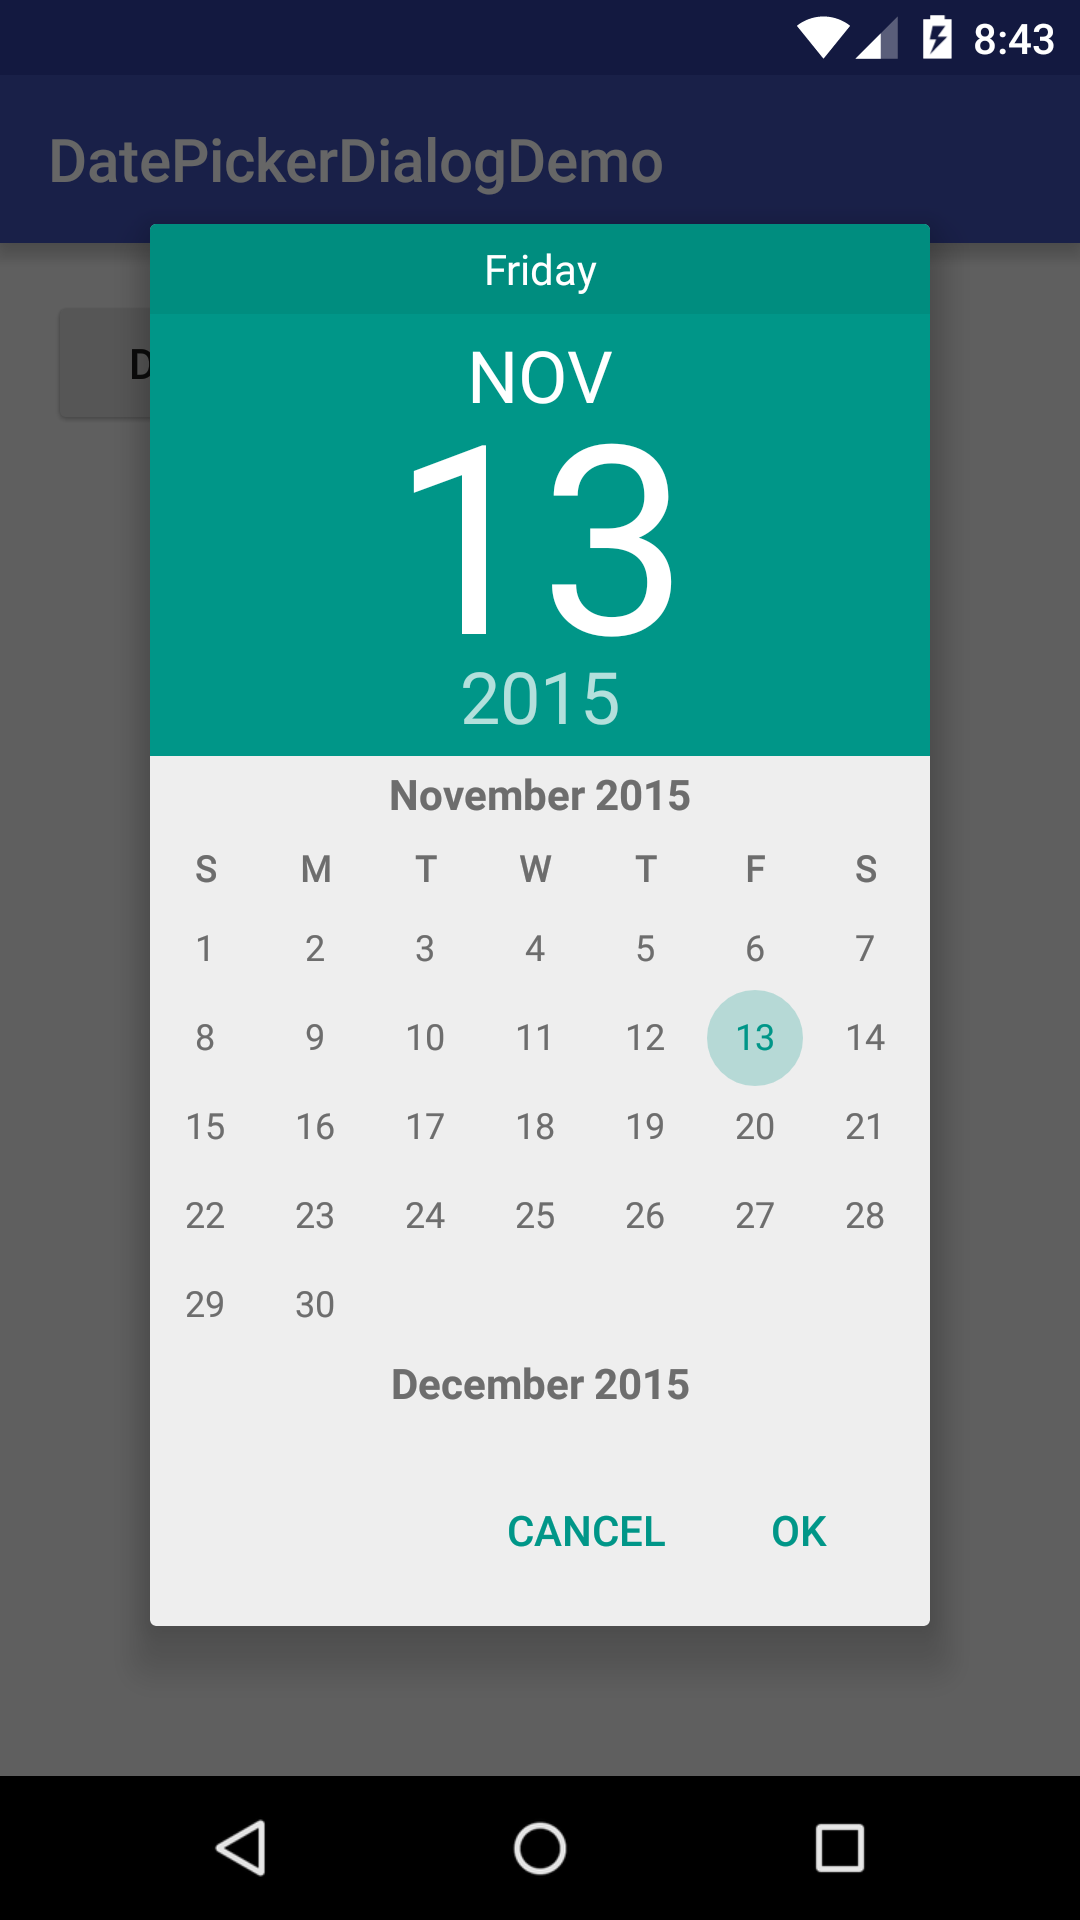 8:43
DatePickerDialogDemo
Friday
D
NOV
13
2015
November 2015
S M T W T F S
1 2 3 4 5 6 7
8 9 10 11 12 13 14
15 16 17 18 19 20 21
22 23 24 25 26 27 28
29 30
December 2015
CANCEL OK